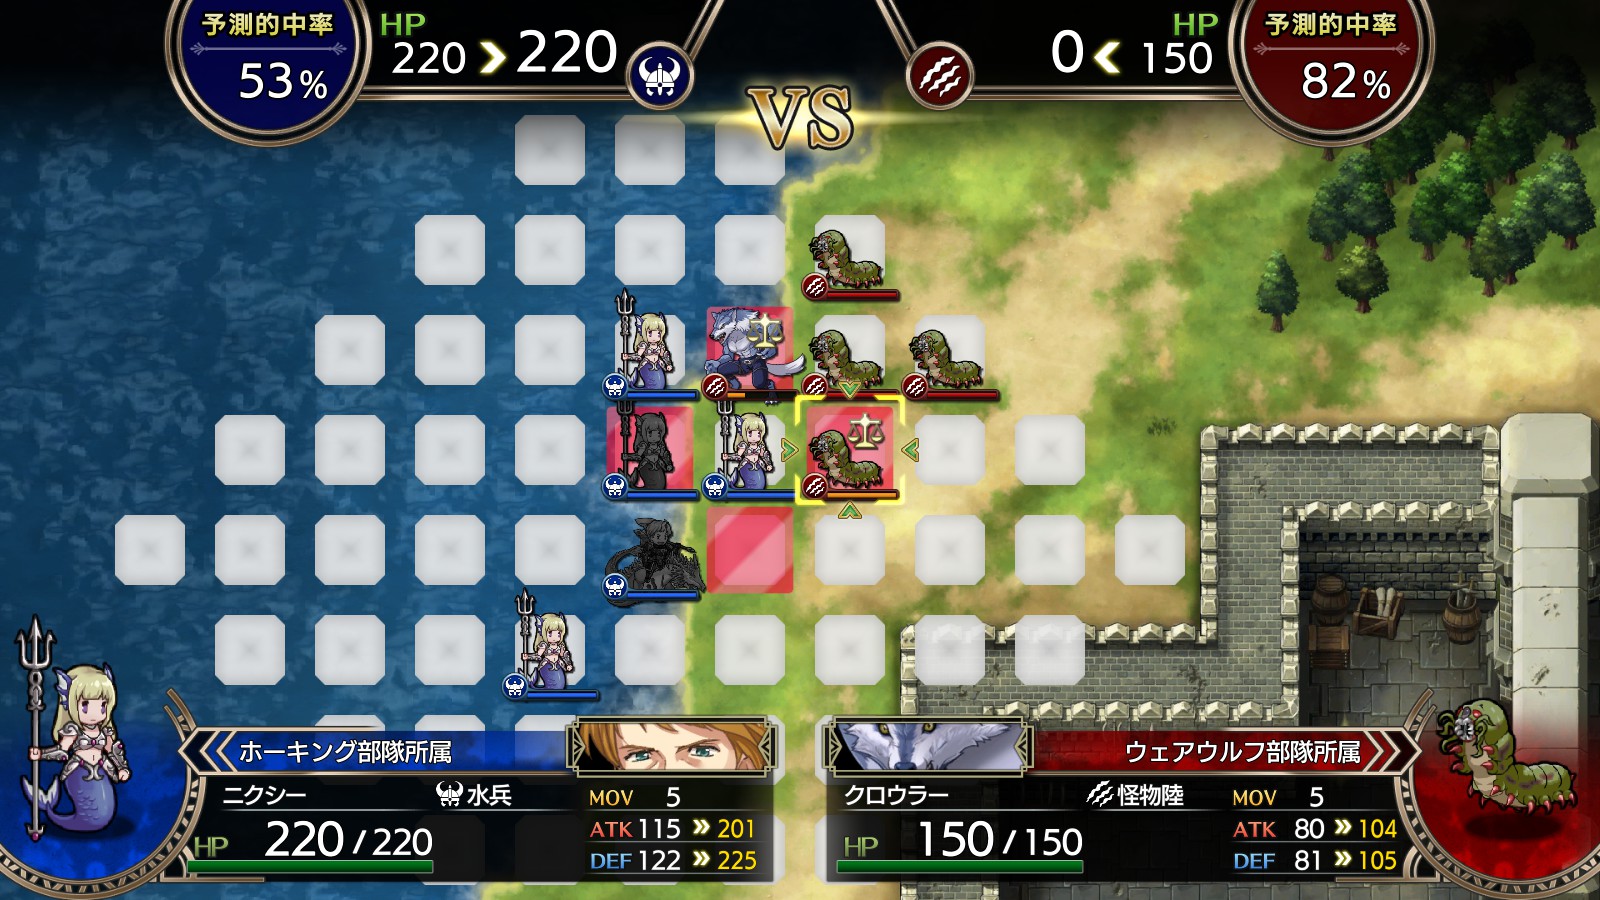 予測的中率
53%
HP
220 > 220
VS
HP
0 < 150
予測的中率
82%
ホーキング部隊所属
ニクシー 水兵
HP 220/220
MOV 5
ATK 115 » 201
DEF 122 » 225
ウェアウルフ部隊所属
クロウラー 怪物陸
HP 150/150
MOV 5
ATK 80 » 104
DEF 81 » 105